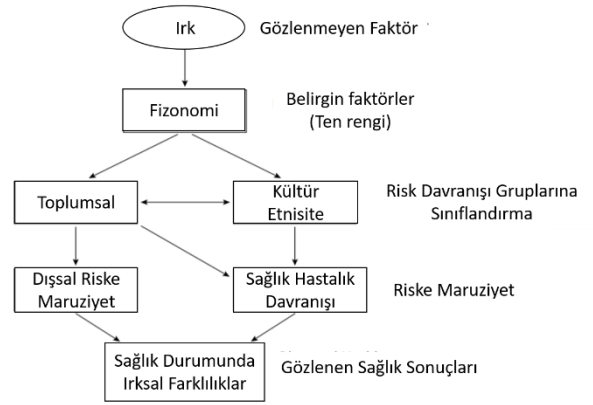 Irk
Gözlenmeyen Faktör
Fizonomi
Belirgin faktörler
(Ten rengi)
Toplumsal
Kültür
Etnisite
Risk Davranışı Gruplarına
Sınıflandırma
Dışsal Riske
Maruziyet
Sağlık Hastalık
Davranışı
Riske Maruziyet
Sağlık Durumunda
Irksal Farklılıklar
Gözlenen Sağlık Sonuçları